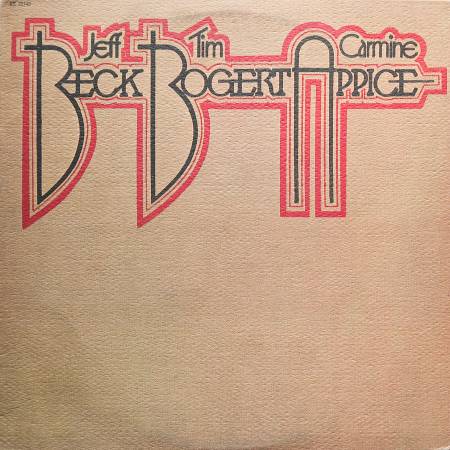 Jeff Tim Carmine
BECK BOGERT APPICE